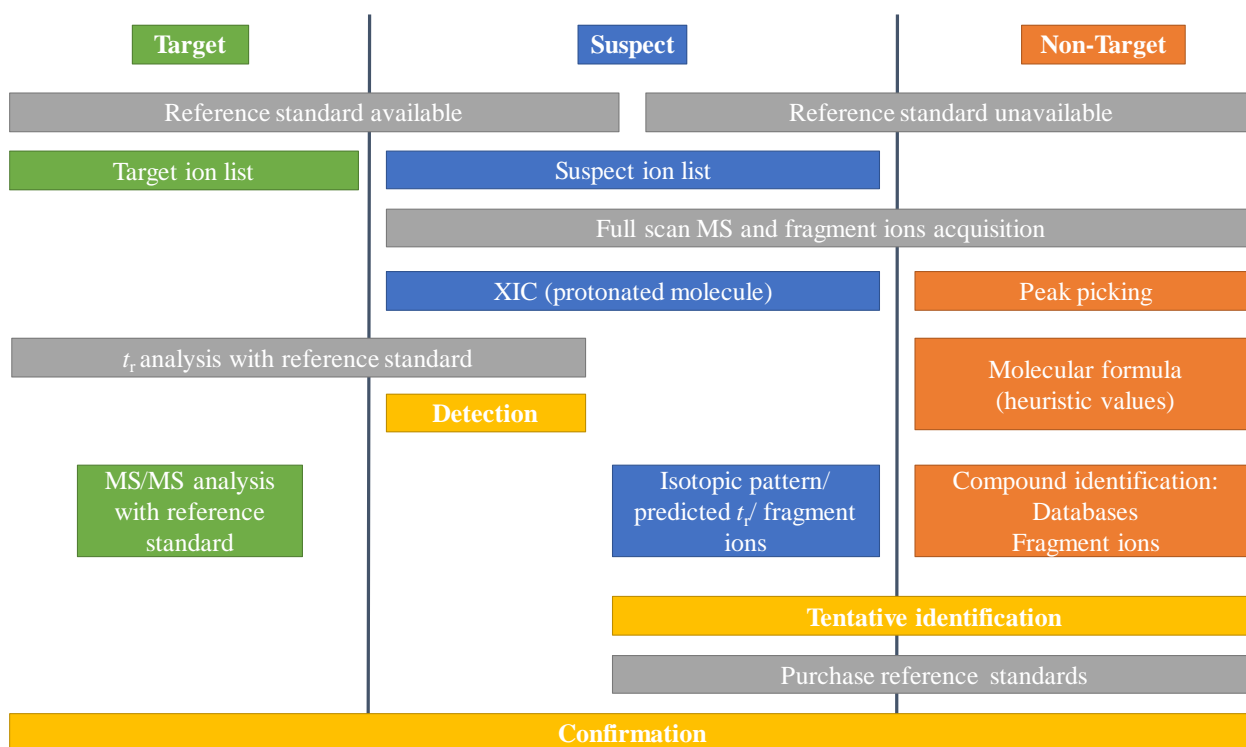 Target
Suspect
Non-Target
Reference standard available
Reference standard unavailable
Target ion list
Suspect ion list
Full scan MS and fragment ions acquisition
XIC (protonated molecule)
Peak picking
tr analysis with reference standard
Molecular formula
(heuristic values)
Detection
MS/MS analysis
with reference
standard
Isotopic pattern/
predicted tr/ fragment
ions
Compound identification:
Databases
Fragment ions
Tentative identification
Purchase reference standards
Confirmation